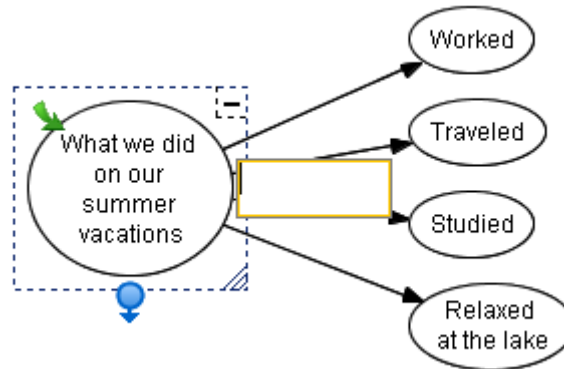 What we did
on our
summer
vacations
Worked
Traveled
Studied
Relaxed
at the lake